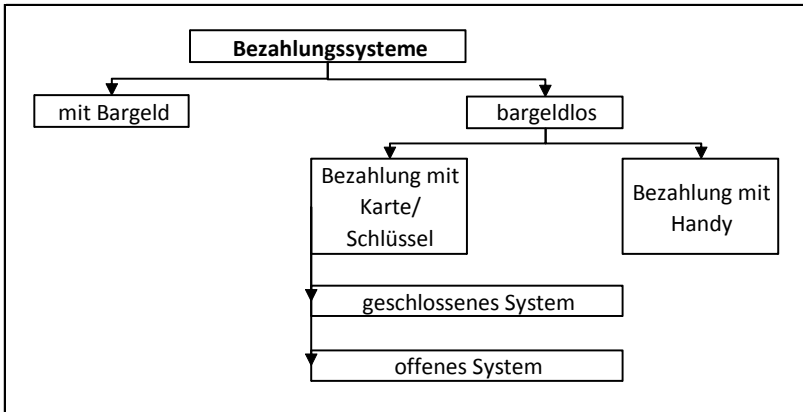 Bezahlungssysteme
mit Bargeld
bargeldlos
Bezahlung mit
Karte/
Schlüssel
Bezahlung mit
Handy
geschlossenes System
offenes System